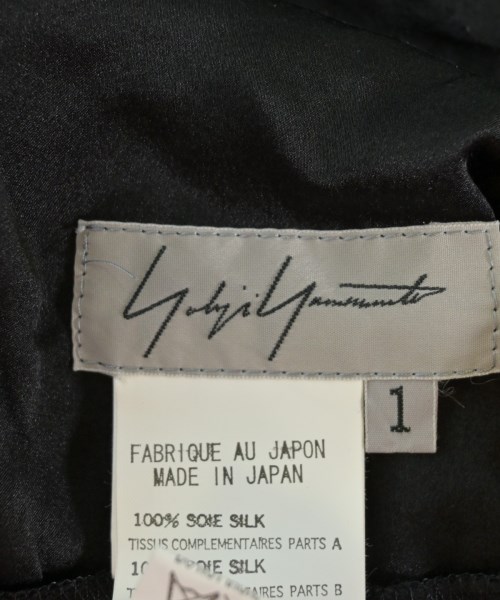 Yohji Yamamoto
1
FABRIQUE AU JAPON
MADE IN JAPAN
100% SOIE SILK
TISSUS COMPLEMENTAIRES PARTS A
SOIE SILK
PARTS B